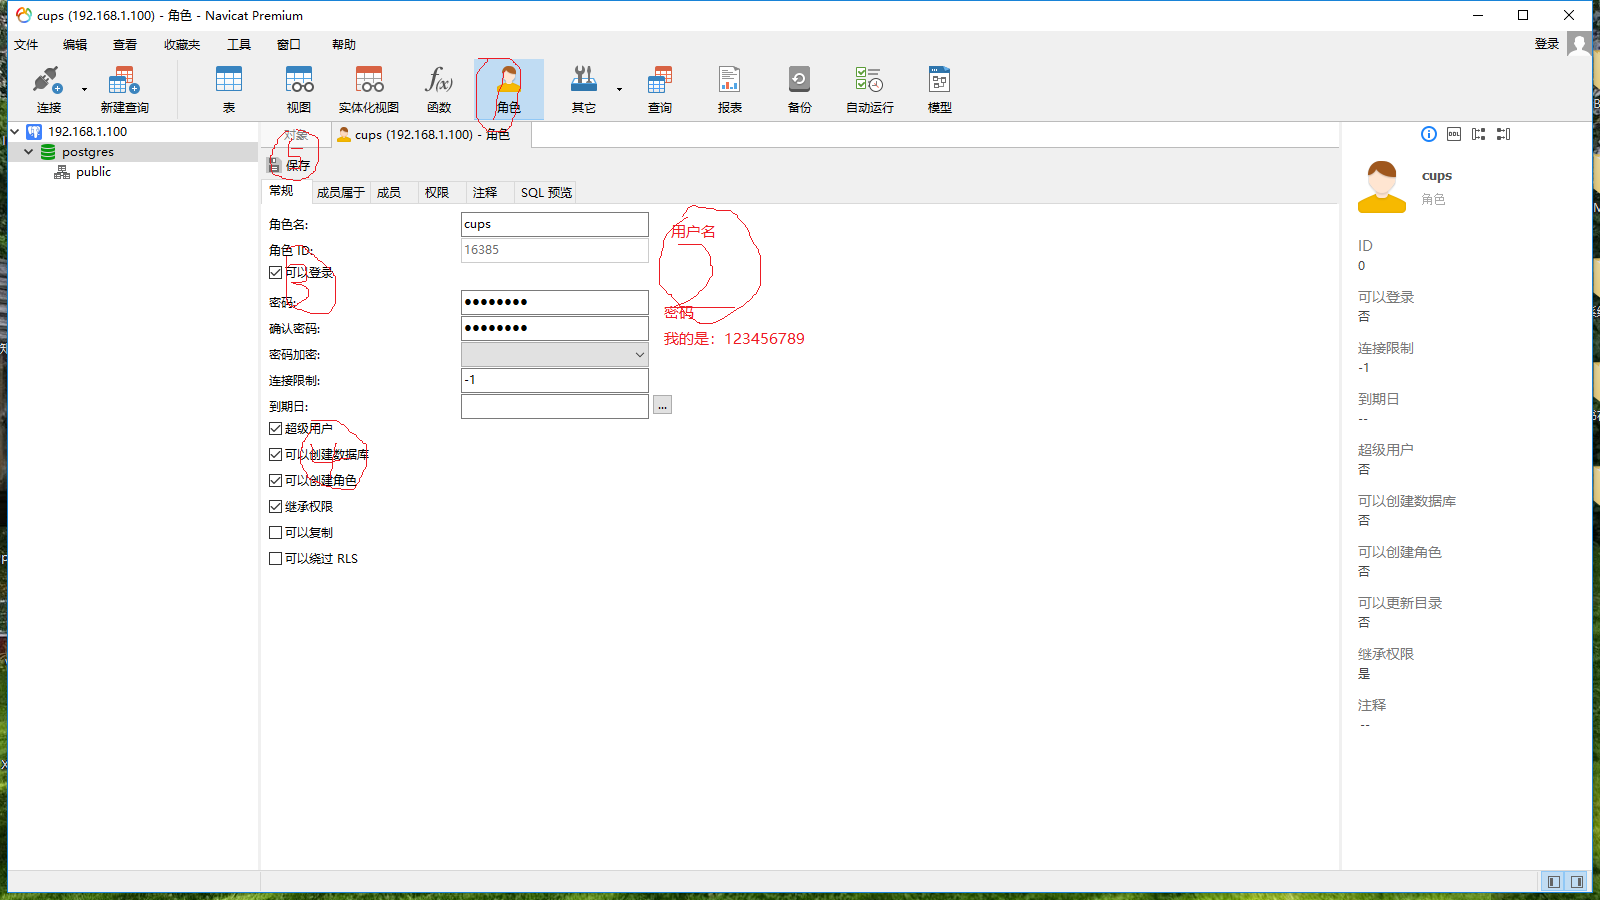 cups (192.168.1.100) - 角色 - Navicat Premium
文件 编辑 查看 收藏夹 工具 窗口 帮助
登录
连接 新建查询 表 视图 实体化视图 函数 角色 其它 查询 报表 备份 自动运行 模型
192.168.1.100
postgres
public
对象 cups (192.168.1.100) - 角色
5
保存
常规 成员属于 成员 权限 注释 SQL 预览
角色名: cups
角色 ID: 16385
可以登录
3
密码: ●●●●●●●●
确认密码: ●●●●●●●●
密码加密:
连接限制: -1
到期日: ...
超级用户
可以创建数据库
4
可以创建角色
继承权限
可以复制
可以绕过 RLS
1
用户名
2
密码
我的是：123456789
DDL
cups
角色
ID
0
可以登录
否
连接限制
-1
到期日
--
超级用户
否
可以创建数据库
否
可以创建角色
否
可以更新目录
否
继承权限
是
注释
--